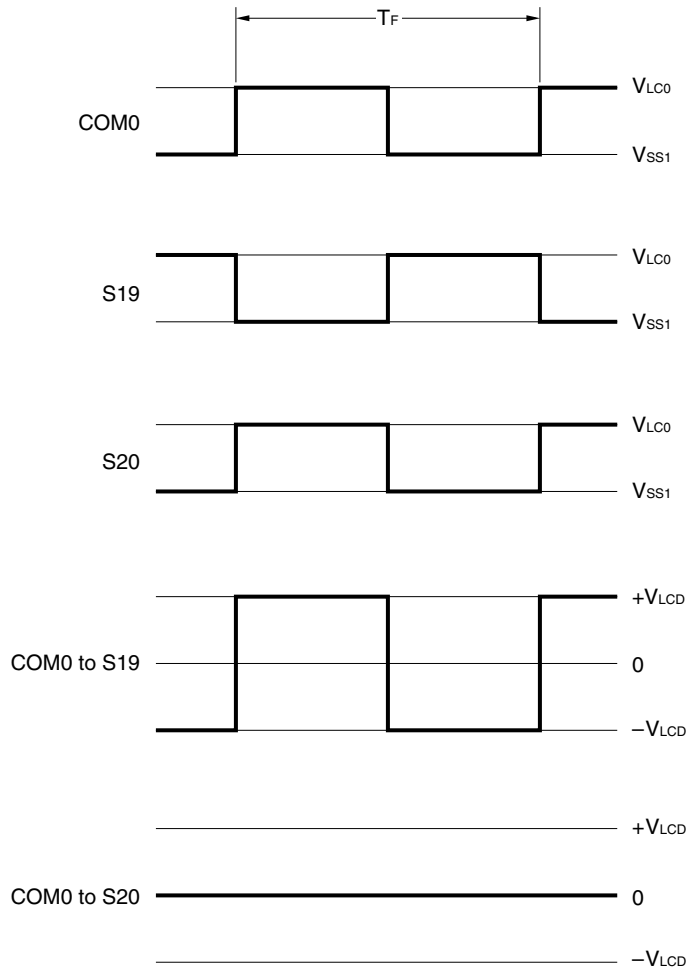 TF
VLC0
COM0
VSS1
VLC0
S19
VSS1
VLC0
S20
VSS1
+VLCD
COM0 to S19
0
–VLCD
+VLCD
COM0 to S20
0
–VLCD